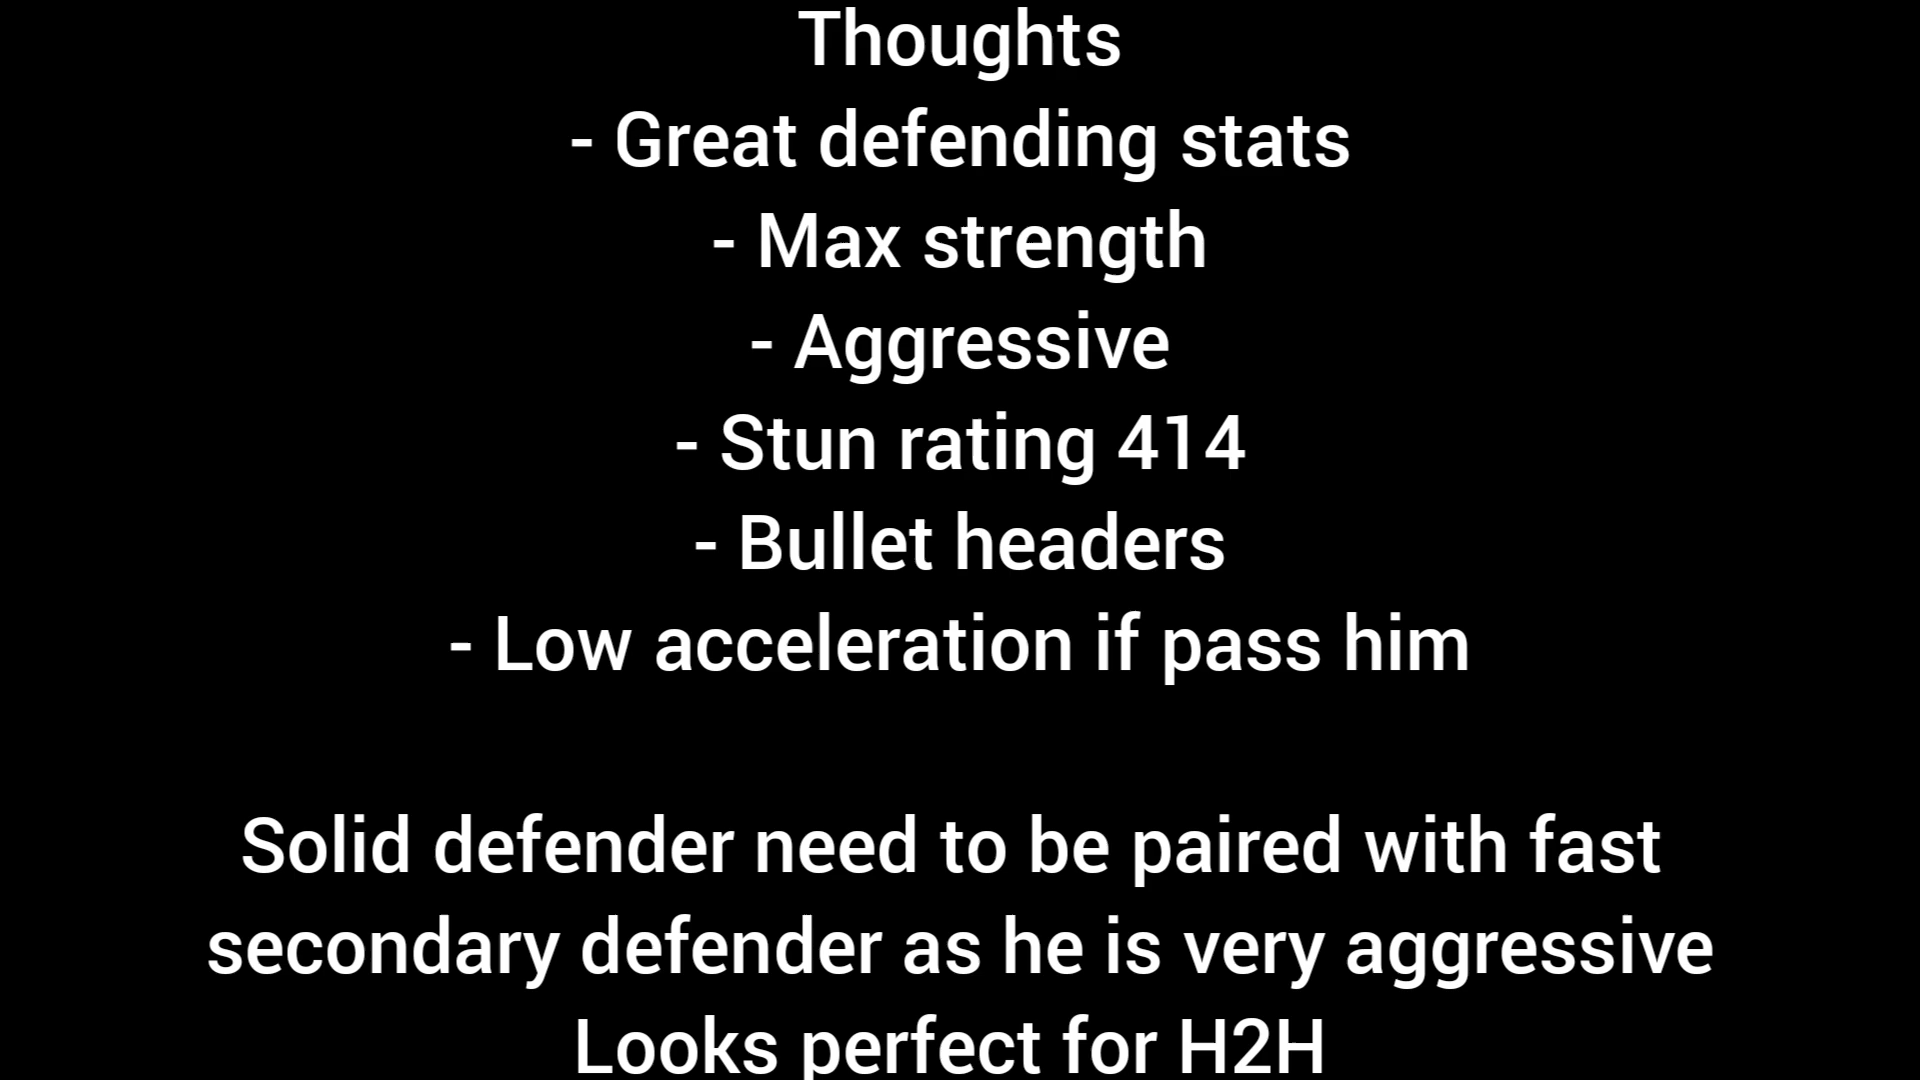 Thoughts
- Great defending stats
- Max strength
- Aggressive
- Stun rating 414
- Bullet headers
- Low acceleration if pass him
Solid defender need to be paired with fast
secondary defender as he is very aggressive
Looks perfect for H2H